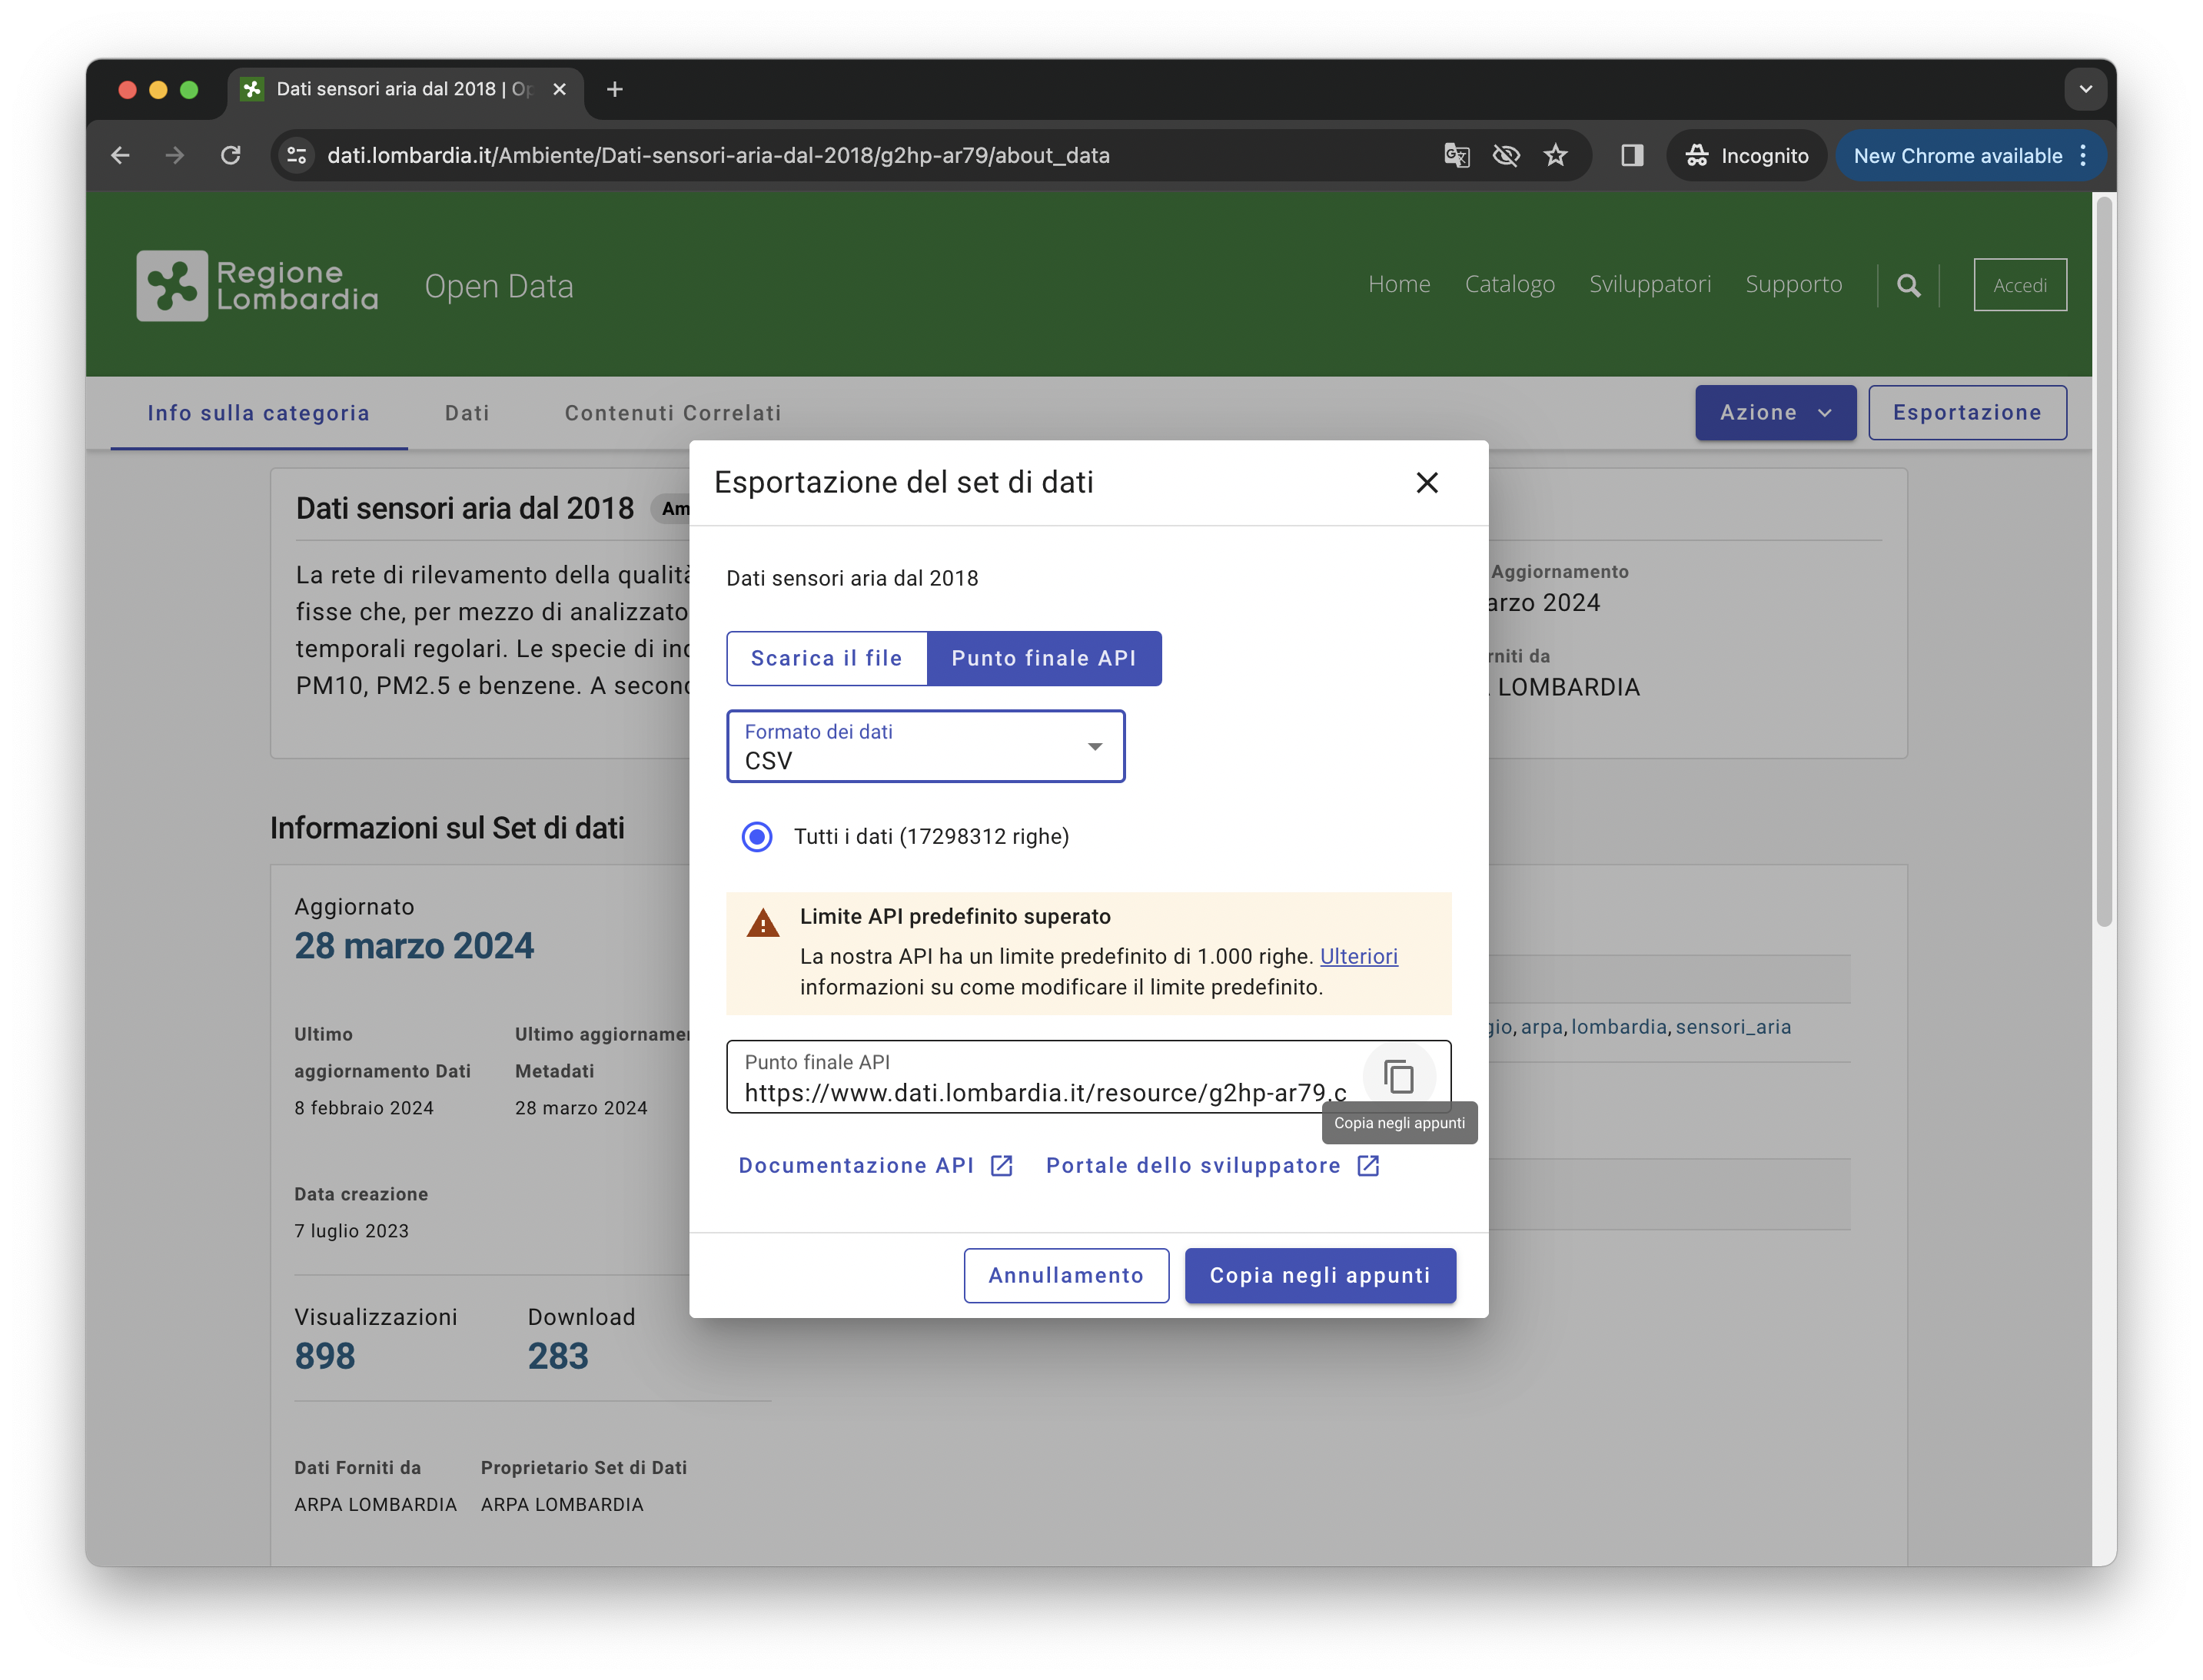 Dati sensori aria dal 2018 | Op
dati.lombardia.it/Ambiente/Dati-sensori-aria-dal-2018/g2hp-ar79/about_data
Incognito
New Chrome available
Regione
Lombardia
Open Data
Home
Catalogo
Sviluppatori
Supporto
Accedi
Info sulla categoria
Dati
Contenuti Correlati
Azione
Esportazione
Dati sensori aria dal 2018
Am
La rete di rilevamento della qualità
fisse che, per mezzo di analizzato
temporali regolari. Le specie di inq
PM10, PM2.5 e benzene. A second
Aggiornamento
arzo 2024
rniti da
LOMBARDIA
Esportazione del set di dati
Dati sensori aria dal 2018
Scarica il file
Punto finale API
Formato dei dati
CSV
Tutti i dati (17298312 righe)
Limite API predefinito superato
La nostra API ha un limite predefinito di 1.000 righe. Ulteriori
informazioni su come modificare il limite predefinito.
Punto finale API
https://www.dati.lombardia.it/resource/g2hp-ar79.c
Copia negli appunti
Documentazione API
Portale dello sviluppatore
Annullamento
Copia negli appunti
Informazioni sul Set di dati
Aggiornato
28 marzo 2024
Ultimo
aggiornamento Dati
8 febbraio 2024
Ultimo aggiornamen
Metadati
28 marzo 2024
gio, arpa, lombardia, sensori_aria
Data creazione
7 luglio 2023
Visualizzazioni
898
Download
283
Dati Forniti da
ARPA LOMBARDIA
Proprietario Set di Dati
ARPA LOMBARDIA